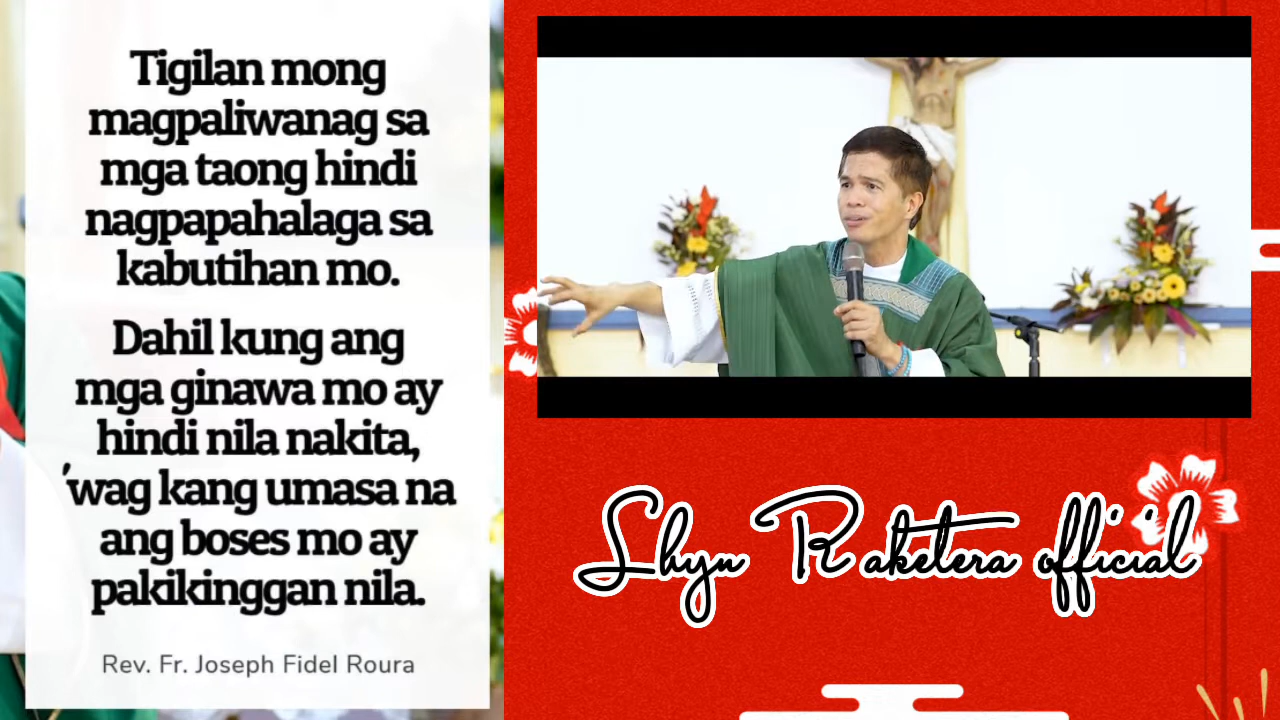 Tigilan mong
magpaliwanag sa
mga taong hindi
nagpapahalaga sa
kabutihan mo.
Dahil kung ang
mga ginawa mo ay
hindi nila nakita,
'wag kang umasa na
ang boses mo ay
pakikinggan nila.
Rev. Fr. Joseph Fidel Roura
Lhyn Raketera official